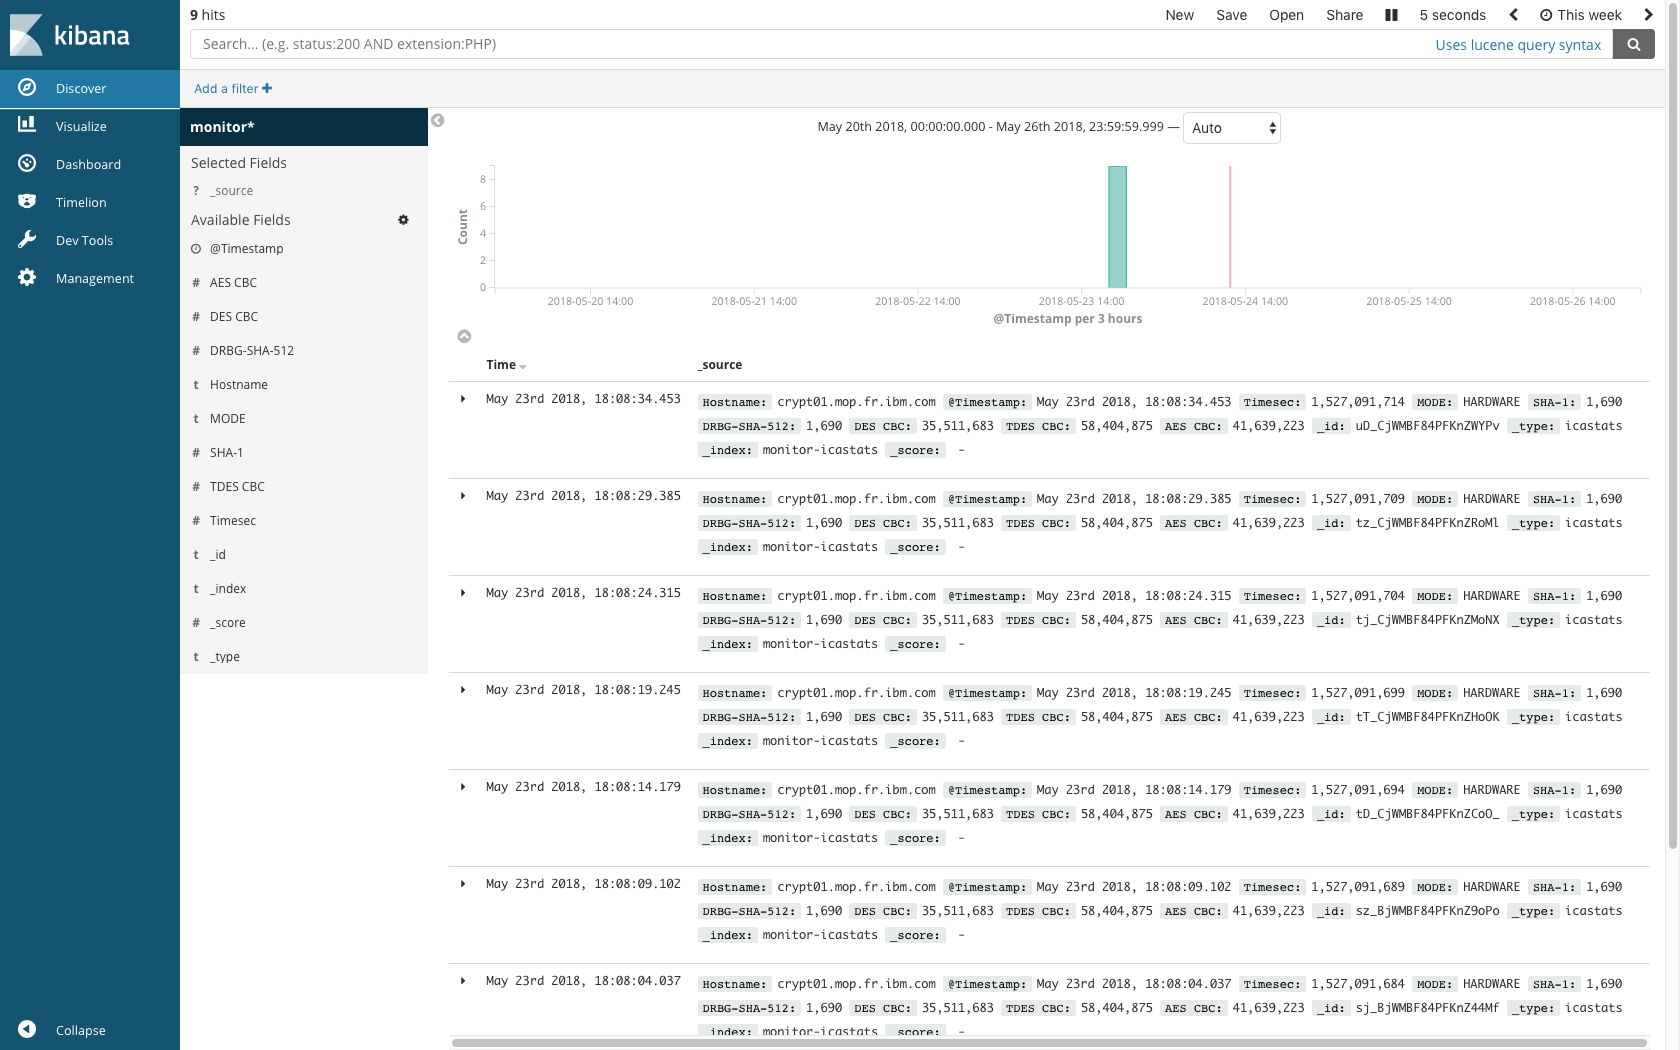 kibana
Discover
Visualize
Dashboard
Timelion
Dev Tools
Management
Collapse
9 hits
New Save Open Share 5 seconds This week
Search... (e.g. status:200 AND extension:PHP) Uses lucene query syntax
Add a filter +
monitor*
Selected Fields
? _source
Available Fields
@Timestamp
# AES CBC
# DES CBC
# DRBG-SHA-512
t Hostname
t MODE
# SHA-1
# TDES CBC
# Timesec
t _id
t _index
# _score
t _type
May 20th 2018, 00:00:00.000 - May 26th 2018, 23:59:59.999 — Auto
Count
8
6
4
2
0
2018-05-20 14:00 2018-05-21 14:00 2018-05-22 14:00 2018-05-23 14:00 2018-05-24 14:00 2018-05-25 14:00 2018-05-26 14:00
@Timestamp per 3 hours
Time _source
May 23rd 2018, 18:08:34.453 Hostname: crypt01.mop.fr.ibm.com @Timestamp: May 23rd 2018, 18:08:34.453 Timesec: 1,527,091,714 MODE: HARDWARE SHA-1: 1,690
DRBG-SHA-512: 1,690 DES CBC: 35,511,683 TDES CBC: 58,404,875 AES CBC: 41,639,223 _id: uD_CjWMBF84PFKnZWYPv _type: icastats
_index: monitor-icastats _score: -
May 23rd 2018, 18:08:29.385 Hostname: crypt01.mop.fr.ibm.com @Timestamp: May 23rd 2018, 18:08:29.385 Timesec: 1,527,091,709 MODE: HARDWARE SHA-1: 1,690
DRBG-SHA-512: 1,690 DES CBC: 35,511,683 TDES CBC: 58,404,875 AES CBC: 41,639,223 _id: tz_CjWMBF84PFKnZRoMl _type: icastats
_index: monitor-icastats _score: -
May 23rd 2018, 18:08:24.315 Hostname: crypt01.mop.fr.ibm.com @Timestamp: May 23rd 2018, 18:08:24.315 Timesec: 1,527,091,704 MODE: HARDWARE SHA-1: 1,690
DRBG-SHA-512: 1,690 DES CBC: 35,511,683 TDES CBC: 58,404,875 AES CBC: 41,639,223 _id: tj_CjWMBF84PFKnZMoNX _type: icastats
_index: monitor-icastats _score: -
May 23rd 2018, 18:08:19.245 Hostname: crypt01.mop.fr.ibm.com @Timestamp: May 23rd 2018, 18:08:19.245 Timesec: 1,527,091,699 MODE: HARDWARE SHA-1: 1,690
DRBG-SHA-512: 1,690 DES CBC: 35,511,683 TDES CBC: 58,404,875 AES CBC: 41,639,223 _id: tT_CjWMBF84PFKnZHoOK _type: icastats
_index: monitor-icastats _score: -
May 23rd 2018, 18:08:14.179 Hostname: crypt01.mop.fr.ibm.com @Timestamp: May 23rd 2018, 18:08:14.179 Timesec: 1,527,091,694 MODE: HARDWARE SHA-1: 1,690
DRBG-SHA-512: 1,690 DES CBC: 35,511,683 TDES CBC: 58,404,875 AES CBC: 41,639,223 _id: tD_CjWMBF84PFKnZCoO_ _type: icastats
_index: monitor-icastats _score: -
May 23rd 2018, 18:08:09.102 Hostname: crypt01.mop.fr.ibm.com @Timestamp: May 23rd 2018, 18:08:09.102 Timesec: 1,527,091,689 MODE: HARDWARE SHA-1: 1,690
DRBG-SHA-512: 1,690 DES CBC: 35,511,683 TDES CBC: 58,404,875 AES CBC: 41,639,223 _id: sz_BjWMBF84PFKnZ9oPo _type: icastats
_index: monitor-icastats _score: -
May 23rd 2018, 18:08:04.037 Hostname: crypt01.mop.fr.ibm.com @Timestamp: May 23rd 2018, 18:08:04.037 Timesec: 1,527,091,684 MODE: HARDWARE SHA-1: 1,690
DRBG-SHA-512: 1,690 DES CBC: 35,511,683 TDES CBC: 58,404,875 AES CBC: 41,639,223 _id: sj_BjWMBF84PFKnZ44Mf _type: icastats
_index: monitor-icastats _score: -